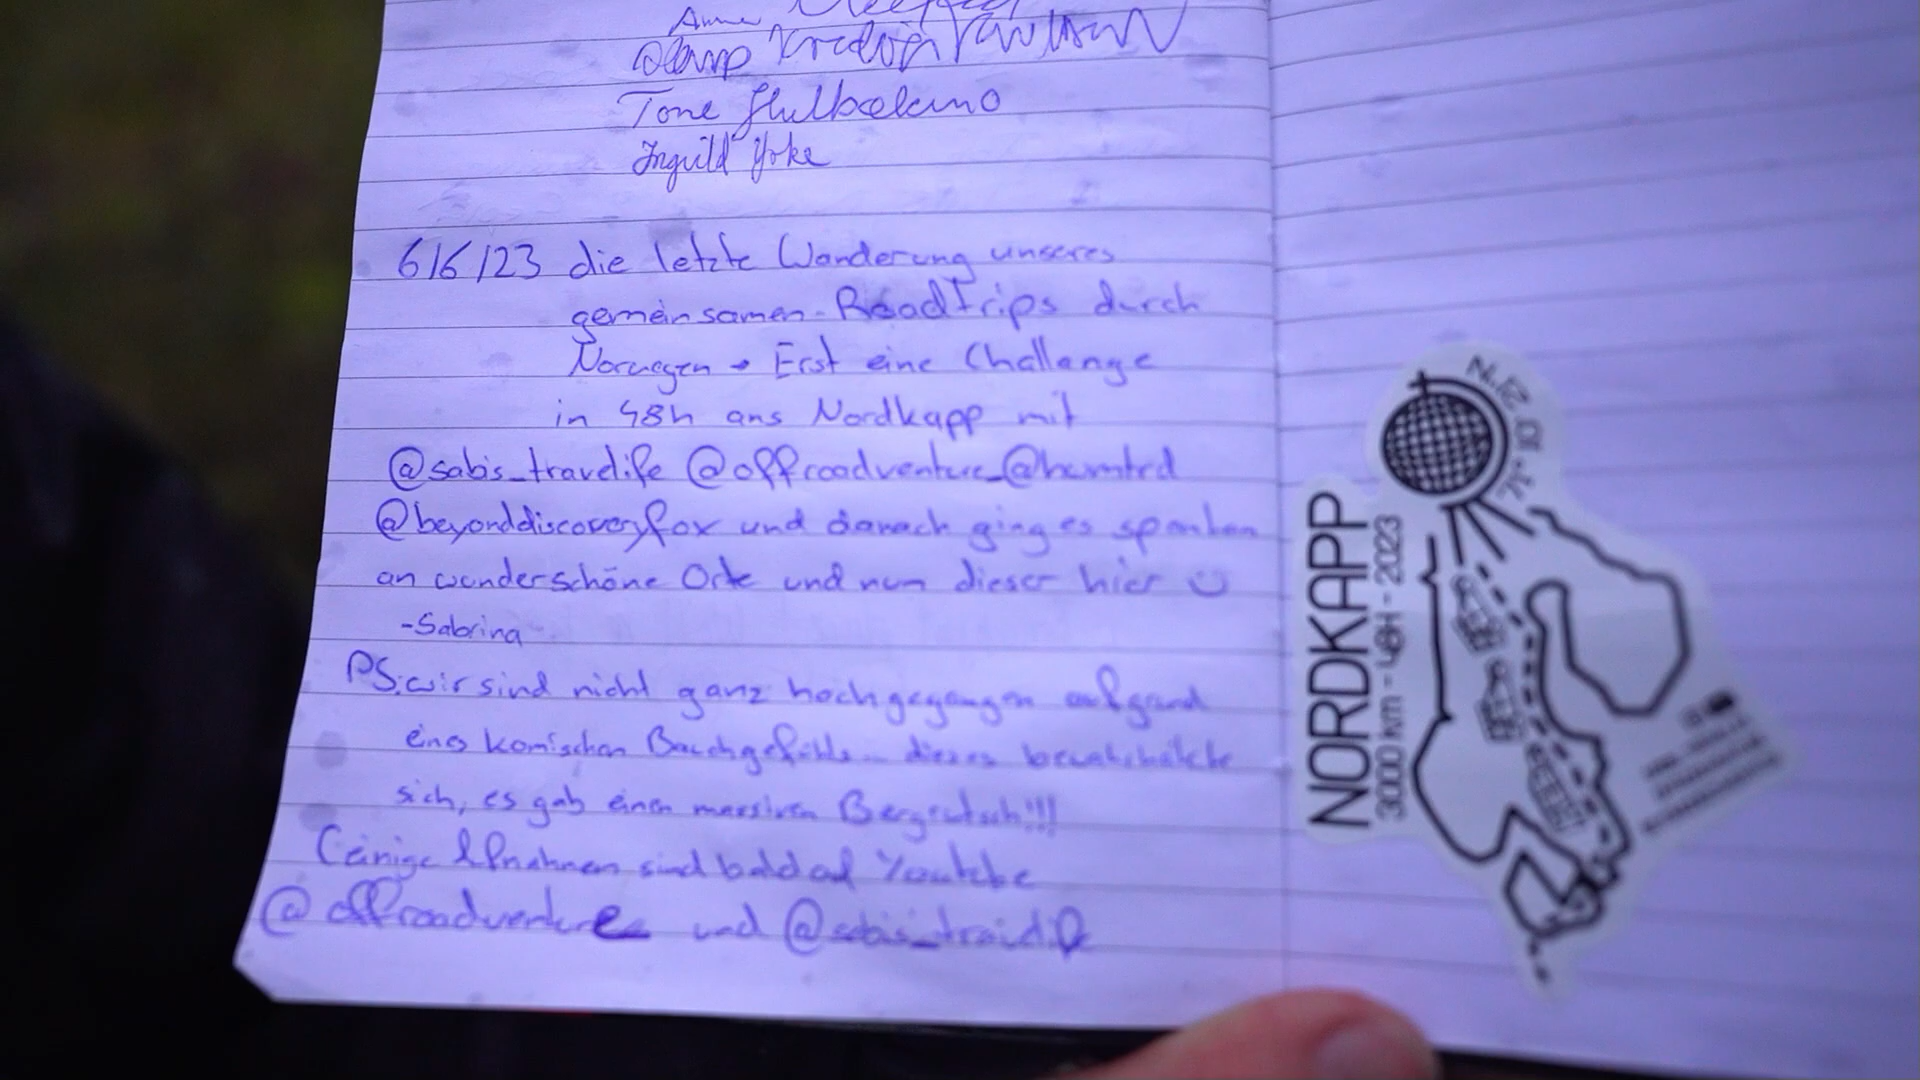 Anne
Tone
Ingvild
6/6/23 die letzte Wanderung unseres
gemeinsamen RoadTrips durch
Norwegen → Erst eine Challange
in 48h ans Nordkapp mit
@sabis_travelife @offroadventure_
@beyonddiscoveryfox und danach ging es spontan
an wunderschöne Orte und nun dieser hier
-Sabrina
PS: wir sind nicht ganz hochgegangen aufgrund
eines komischen Bauchgefühls... dieses bewahrheitete
sich, es gab einen massiven Bergrutsch!!!
(einige Aufnahmen sind bald auf Youtube
@offroadventures und
NORDKAPP
3000 km - 48H - 2023